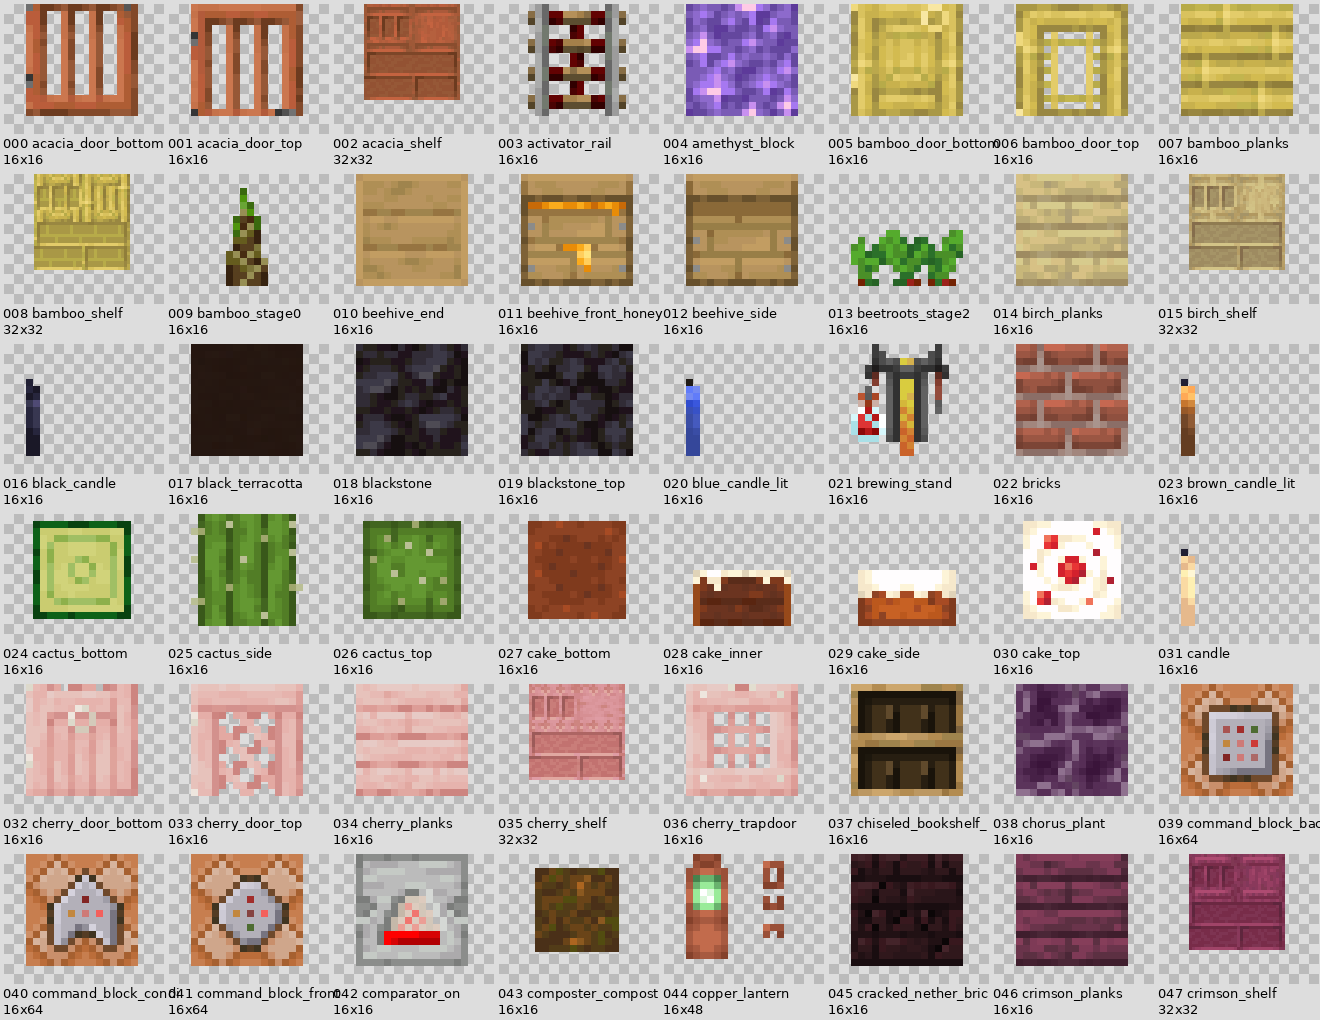 000 acacia_door_bottom
16x16
001 acacia_door_top
16x16
002 acacia_shelf
32x32
003 activator_rail
16x16
004 amethyst_block
16x16
005 bamboo_door_bottom
16x16
006 bamboo_door_top
16x16
007 bamboo_planks
16x16
008 bamboo_shelf
32x32
009 bamboo_stage0
16x16
010 beehive_end
16x16
011 beehive_front_honey
16x16
012 beehive_side
16x16
013 beetroots_stage2
16x16
014 birch_planks
16x16
015 birch_shelf
32x32
016 black_candle
16x16
017 black_terracotta
16x16
018 blackstone
16x16
019 blackstone_top
16x16
020 blue_candle_lit
16x16
021 brewing_stand
16x16
022 bricks
16x16
023 brown_candle_lit
16x16
024 cactus_bottom
16x16
025 cactus_side
16x16
026 cactus_top
16x16
027 cake_bottom
16x16
028 cake_inner
16x16
029 cake_side
16x16
030 cake_top
16x16
031 candle
16x16
032 cherry_door_bottom
16x16
033 cherry_door_top
16x16
034 cherry_planks
16x16
035 cherry_shelf
32x32
036 cherry_trapdoor
16x16
037 chiseled_bookshelf_
16x16
038 chorus_plant
16x16
039 command_block_bac
16x64
040 command_block_condi
16x64
041 command_block_front
16x64
042 comparator_on
16x16
043 composter_compost
16x16
044 copper_lantern
16x48
045 cracked_nether_bric
16x16
046 crimson_planks
16x16
047 crimson_shelf
32x32